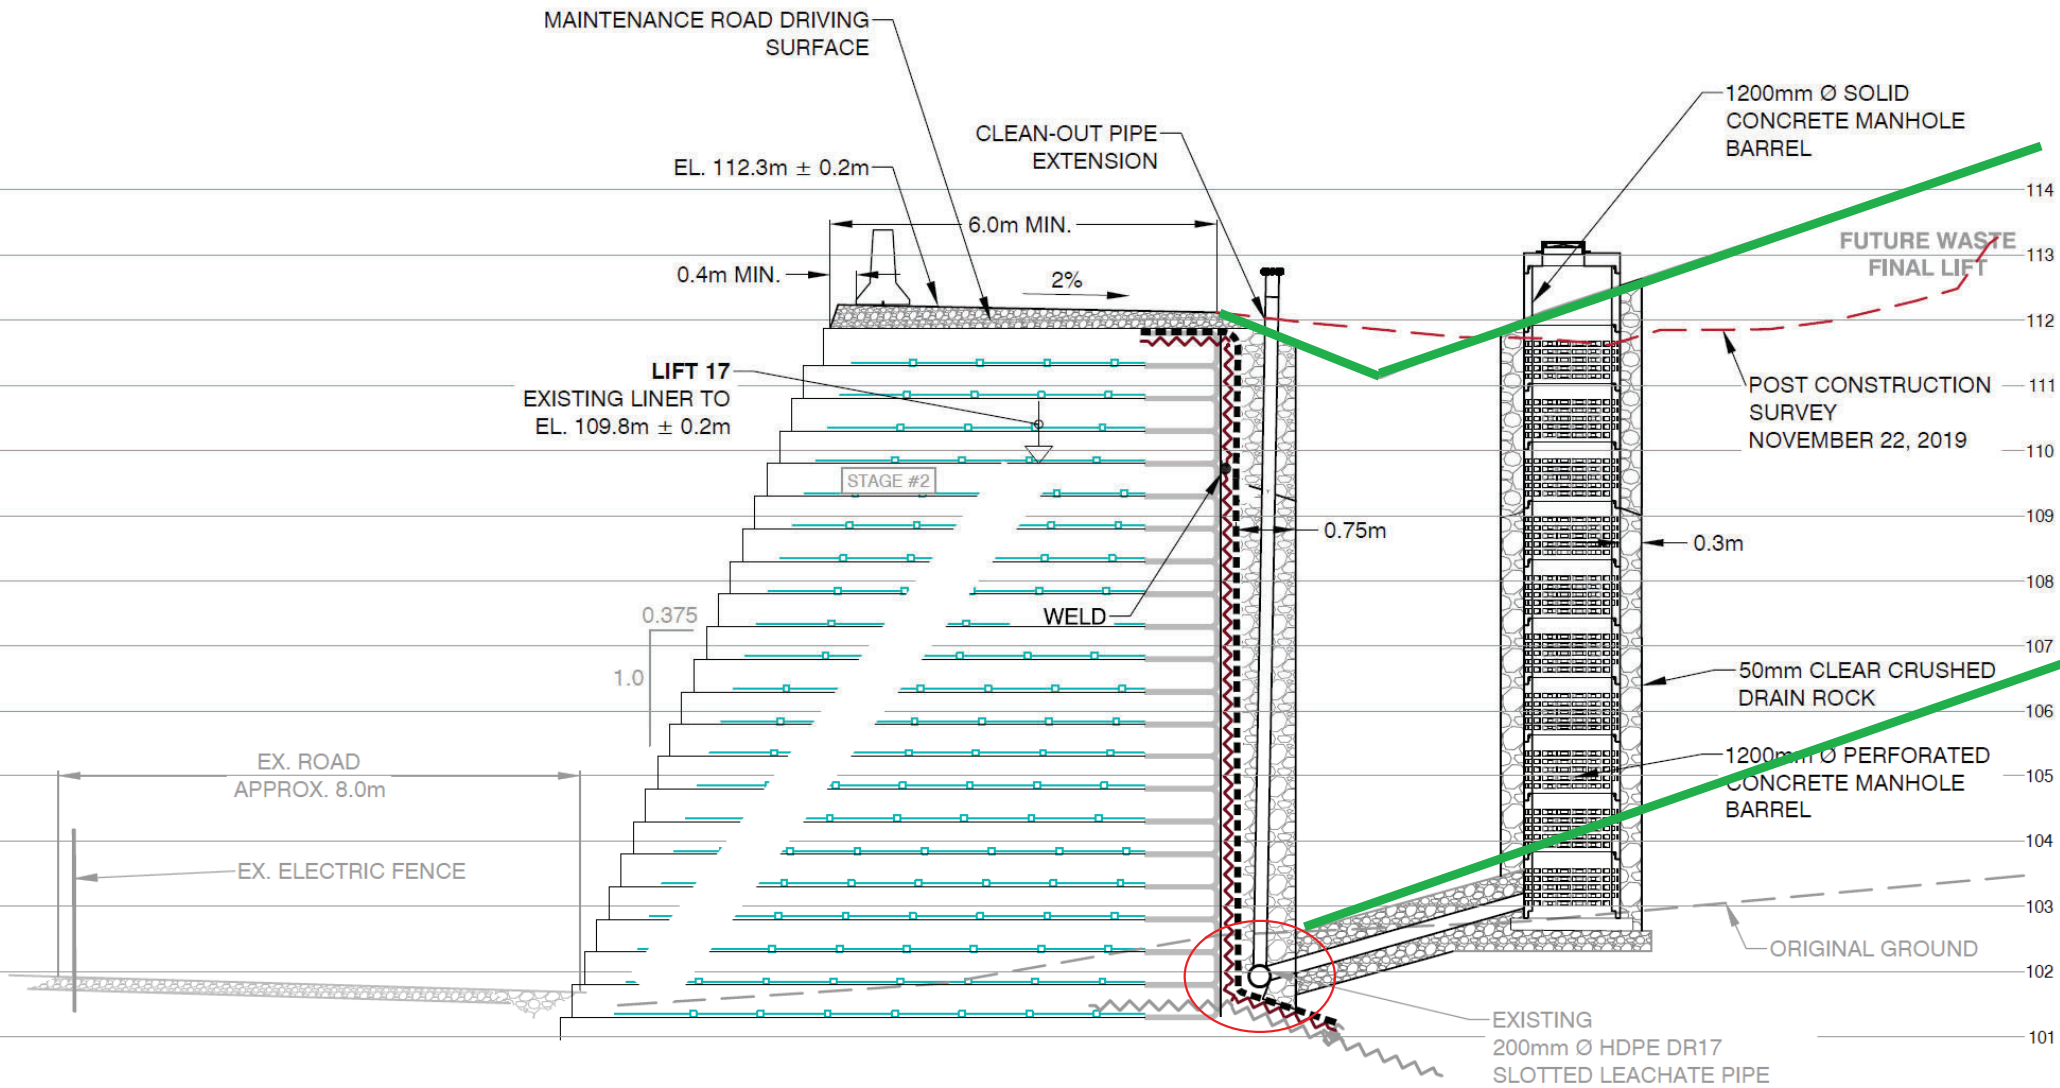 MAINTENANCE ROAD DRIVING
SURFACE
1200mm Ø SOLID
CONCRETE MANHOLE
BARREL
CLEAN-OUT PIPE
EXTENSION
EL. 112.3m ± 0.2m
114
6.0m MIN.
FUTURE WASTE
FINAL LIFT
113
0.4m MIN.
2%
112
LIFT 17
EXISTING LINER TO
EL. 109.8m ± 0.2m
POST CONSTRUCTION
SURVEY
NOVEMBER 22, 2019
111
110
STAGE #2
109
0.75m
0.3m
108
0.375
WELD
1.0
107
50mm CLEAR CRUSHED
DRAIN ROCK
106
1200mm Ø PERFORATED
CONCRETE MANHOLE
BARREL
EX. ROAD
APPROX. 8.0m
105
104
EX. ELECTRIC FENCE
103
ORIGINAL GROUND
102
EXISTING
200mm Ø HDPE DR17
SLOTTED LEACHATE PIPE
101